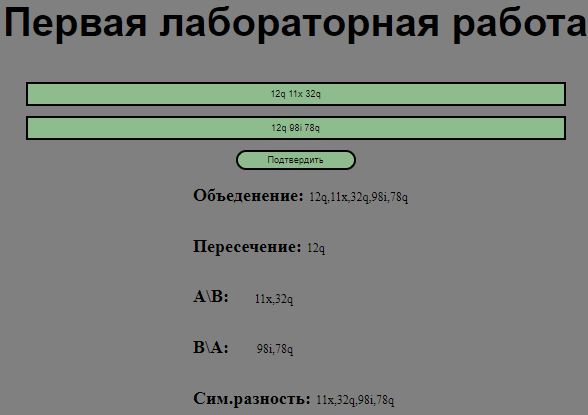 Первая лабораторная работа
12q 11x 32q
12q 98i 78q
Подтвердить
Объеденение: 12q,11x,32q,98i,78q
Пересечение: 12q
A\B: 11x,32q
B\A: 98i,78q
Сим.разность: 11x,32q,98i,78q